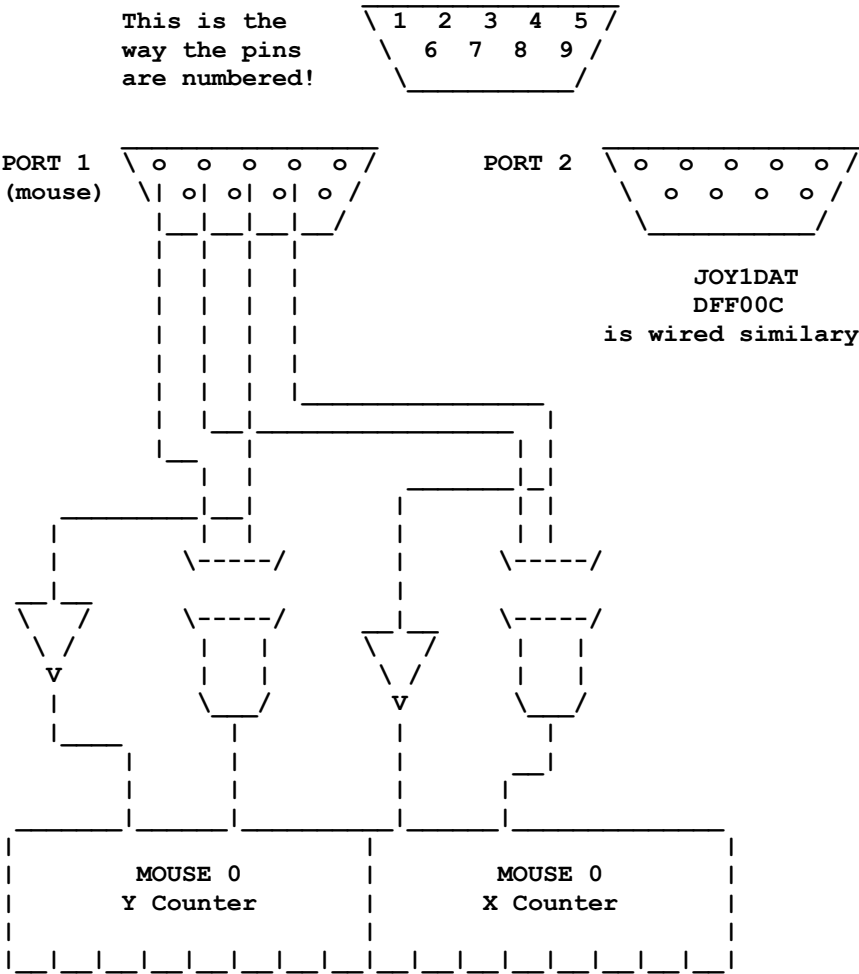 This is the
way the pins
are numbered!
1 2 3 4 5
6 7 8 9
PORT 1
(mouse)
PORT 2
JOY1DAT
DFF00C
is wired similary
MOUSE 0
Y Counter
MOUSE 0
X Counter